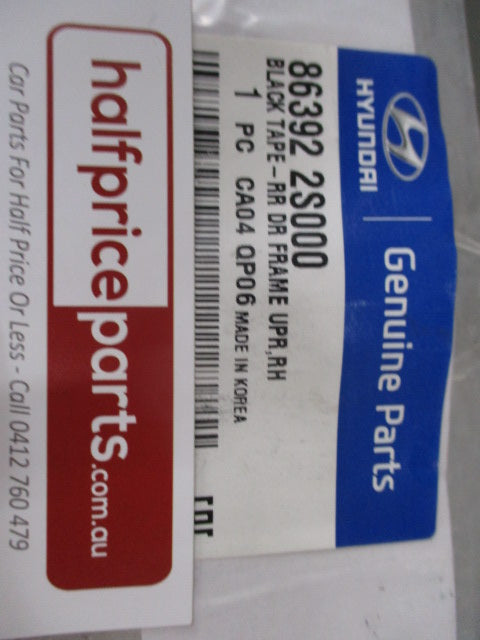 HYUNDAI
Genuine Parts
86392 2S000
BLACK TAPE-RR DR FRAME UPR,RH
1 PC CA04 QP06 MADE IN KOREA
halfpriceparts.com.au
Car Parts For Half Price Or Less - Call 0412 760 479